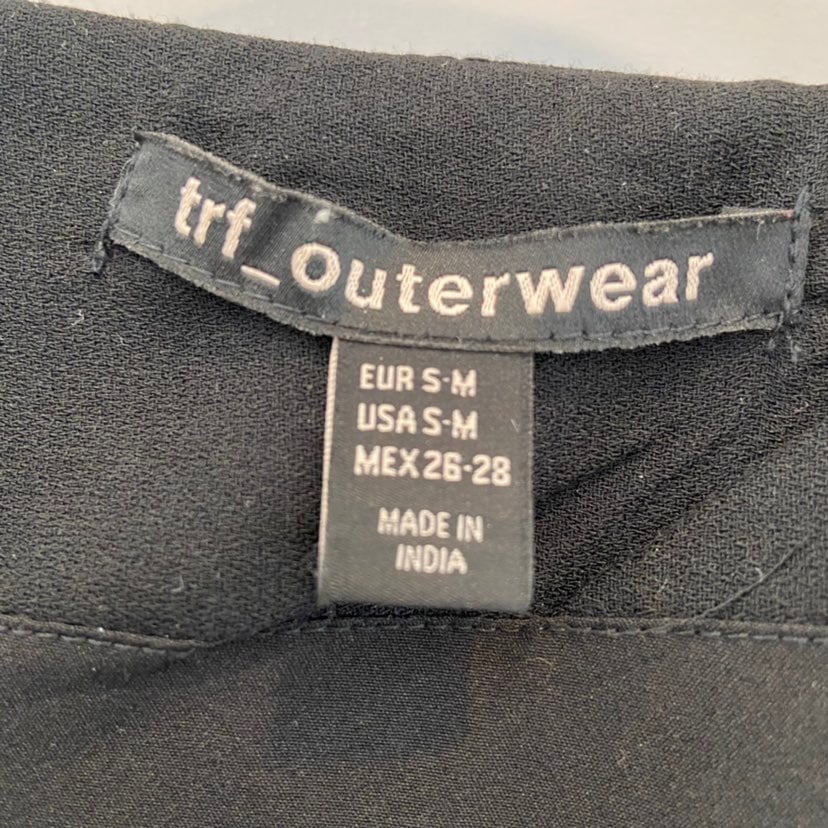 trf_outerwear
EUR S-M
USA S-M
MEX 26-28
MADE IN
INDIA